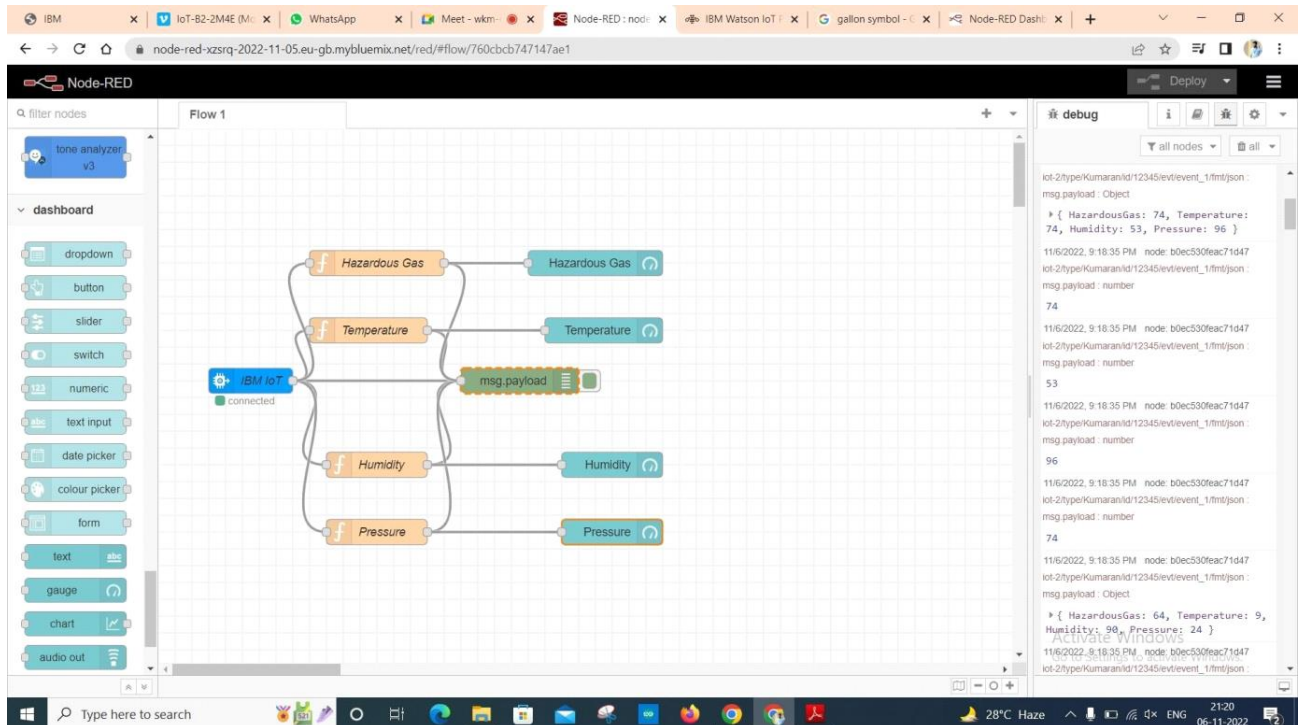 IBM
IoT-B2-2M4E (Mo
WhatsApp
Meet - wkm-
Node-RED : node
IBM Watson IoT
gallon symbol -
Node-RED Dash
node-red-xzsrq-2022-11-05.eu-gb.mybluemix.net/red/#flow/760cbcb747147ae1
Node-RED
Deploy
filter nodes
Flow 1
debug
i
all nodes
all
tone analyzer
v3
dashboard
dropdown
button
slider
switch
123 numeric
abc text input
date picker
colour picker
form
text abc
gauge
chart
audio out
f Hazardous Gas
Hazardous Gas
f Temperature
Temperature
IBM IoT
connected
msg.payload
f Humidity
Humidity
f Pressure
Pressure
iot-2/type/Kumaran/id/12345/evt/event_1/fmt/json :
msg.payload : Object
{ HazardousGas: 74, Temperature:
74, Humidity: 53, Pressure: 96 }
11/6/2022, 9:18:35 PM node: b0ec530feac71d47
iot-2/type/Kumaran/id/12345/evt/event_1/fmt/json :
msg.payload : number
74
11/6/2022, 9:18:35 PM node: b0ec530feac71d47
iot-2/type/Kumaran/id/12345/evt/event_1/fmt/json :
msg.payload : number
53
11/6/2022, 9:18:35 PM node: b0ec530feac71d47
iot-2/type/Kumaran/id/12345/evt/event_1/fmt/json :
msg.payload : number
96
11/6/2022, 9:18:35 PM node: b0ec530feac71d47
iot-2/type/Kumaran/id/12345/evt/event_1/fmt/json :
msg.payload : number
74
11/6/2022, 9:18:35 PM node: b0ec530feac71d47
iot-2/type/Kumaran/id/12345/evt/event_1/fmt/json :
msg.payload : Object
{ HazardousGas: 64, Temperature: 9,
Humidity: 90, Pressure: 24 }
Activate Windows
11/6/2022, 9:18:35 PM node: b0ec530feac71d47
Go to Settings to activate Windows.
iot-2/type/Kumaran/id/12345/evt/event_1/fmt/json :
Type here to search
28°C Haze
ENG
21:20
06-11-2022